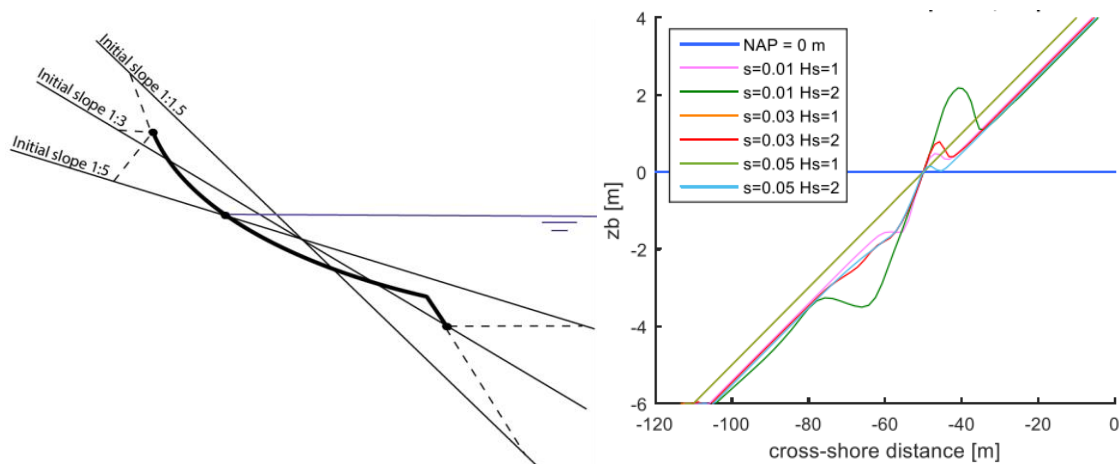 Initial slope 1:1.5
Initial slope 1:3
Initial slope 1:5
4
2
0
-2
-4
-6
zb [m]
NAP = 0 m
s=0.01 Hs=1
s=0.01 Hs=2
s=0.03 Hs=1
s=0.03 Hs=2
s=0.05 Hs=1
s=0.05 Hs=2
-120 -100 -80 -60 -40 -20 0
cross-shore distance [m]